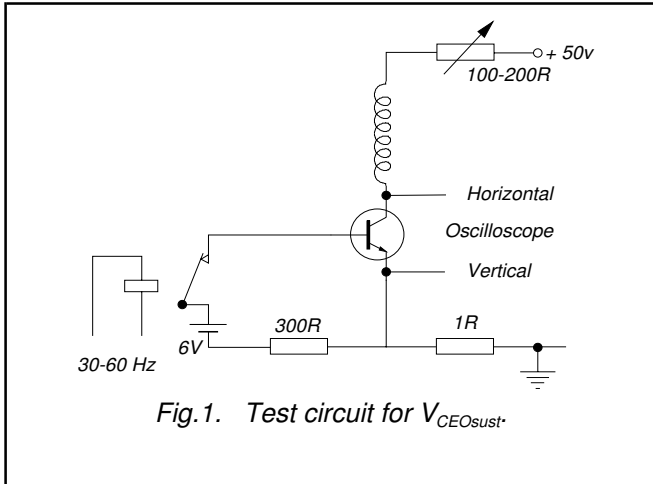 + 50v
100-200R
Horizontal
Oscilloscope
Vertical
300R
1R
6V
30-60 Hz
Fig.1. Test circuit for VCEOsust.